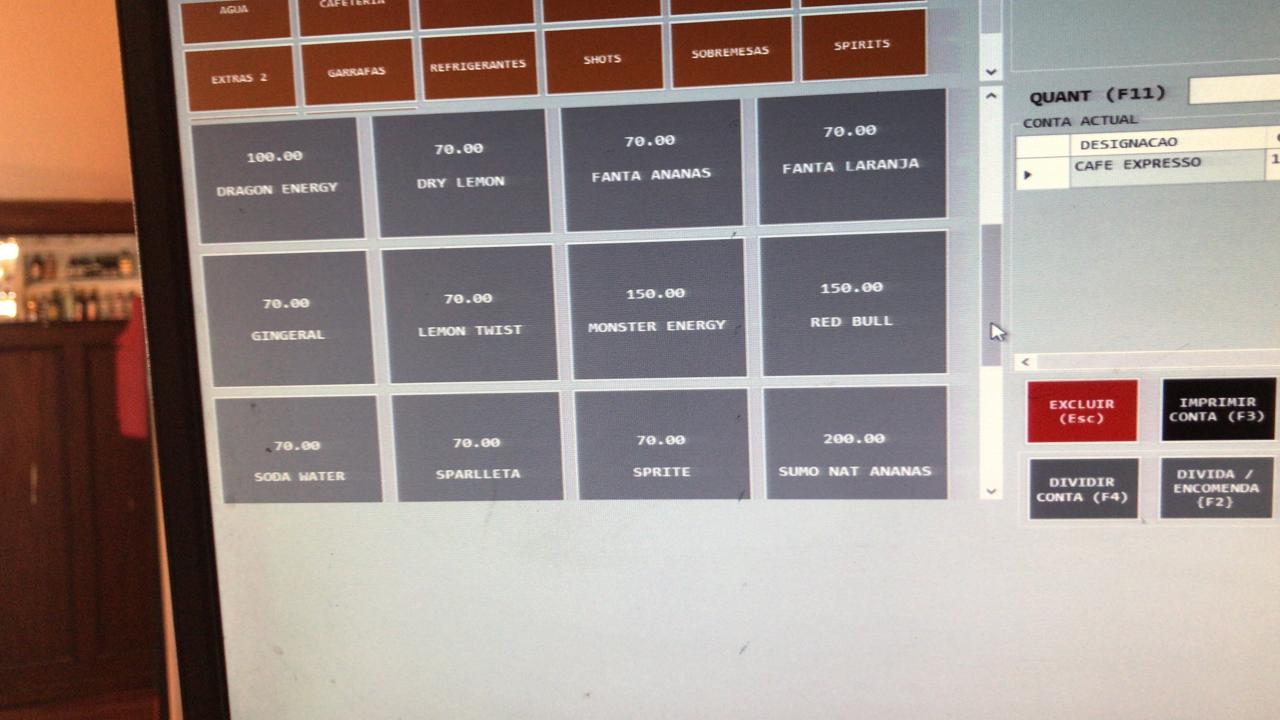 AGUA
CAFETERIA
EXTRAS 2
GARRAFAS
REFRIGERANTES
SHOTS
SOBREMESAS
SPIRITS
100.00
DRAGON ENERGY
70.00
DRY LEMON
70.00
FANTA ANANAS
70.00
FANTA LARANJA
70.00
GINGERAL
70.00
LEMON TWIST
150.00
MONSTER ENERGY
150.00
RED BULL
70.00
SODA WATER
70.00
SPARLLETA
70.00
SPRITE
200.00
SUMO NAT ANANAS
QUANT (F11)
CONTA ACTUAL
DESIGNACAO
CAFE EXPRESSO
EXCLUIR
(Esc)
IMPRIMIR
CONTA (F3)
DIVIDIR
CONTA (F4)
DIVIDA /
ENCOMENDA
{F2}